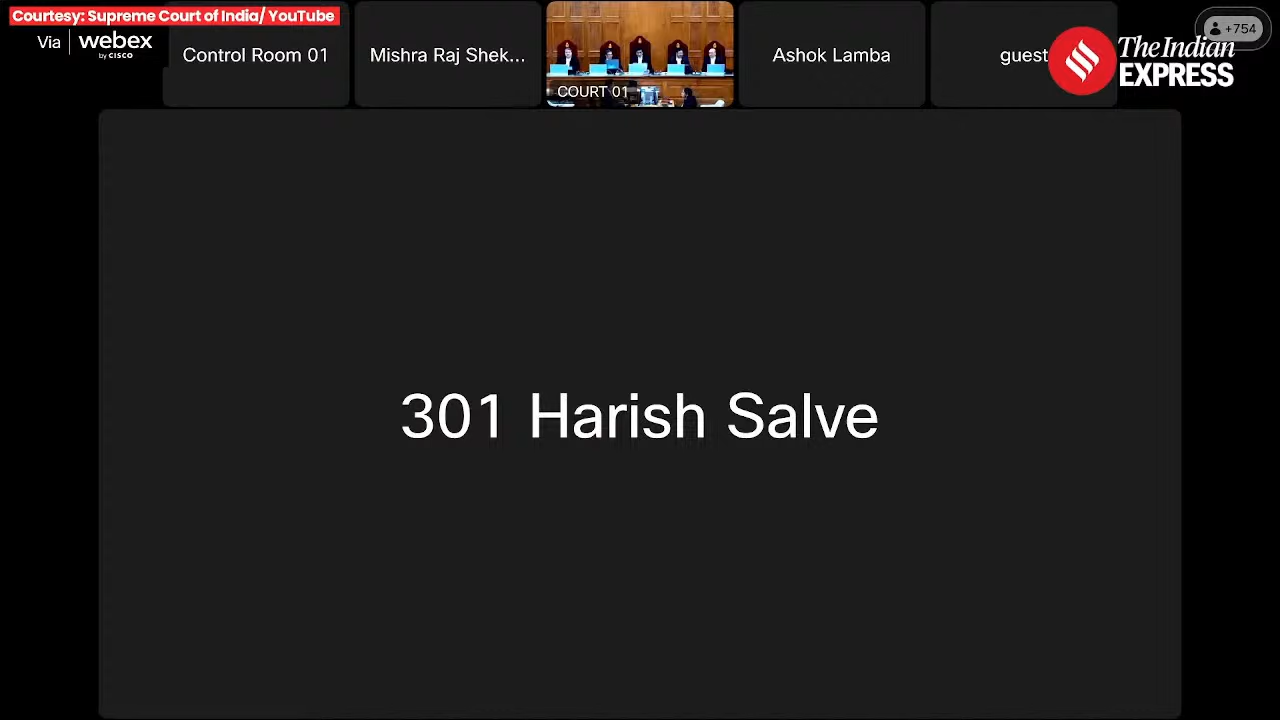 Courtesy: Supreme Court of India/ YouTube
Via webex
by CISCO
Control Room 01
Mishra Raj Shek...
COURT 01
Ashok Lamba
guest
+754
The Indian
EXPRESS
301 Harish Salve